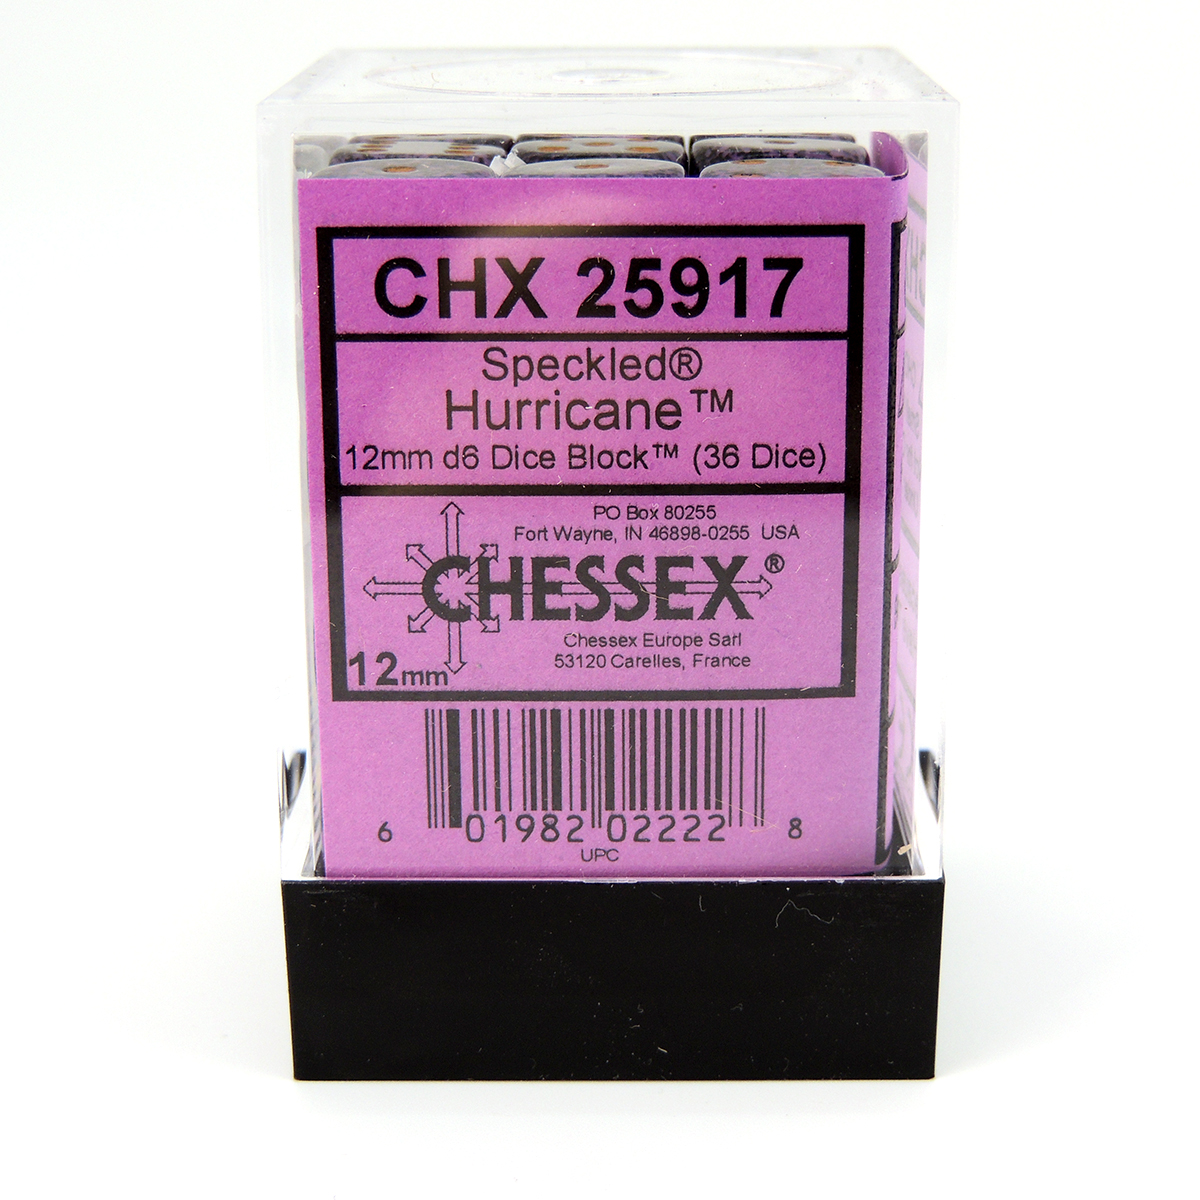 CHX 25917
Speckled®
Hurricane™
12mm d6 Dice Block™ (36 Dice)
PO Box 80255
Fort Wayne, IN 46898-0255 USA
CHESSEX®
Chessex Europe Sarl
53120 Carelles, France
12mm
6 01982 02222 8
UPC